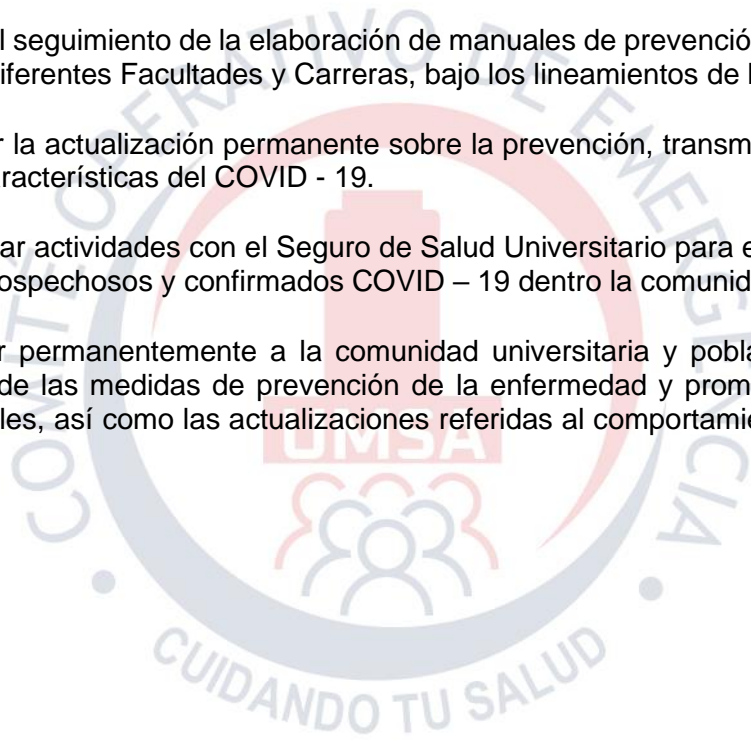 l seguimiento de la elaboración de manuales de prevenció
iferentes Facultades y Carreras, bajo los lineamientos de l
r la actualización permanente sobre la prevención, transm
racterísticas del COVID - 19.
ar actividades con el Seguro de Salud Universitario para e
ospechosos y confirmados COVID – 19 dentro la comunid
r permanentemente a la comunidad universitaria y pobla
de las medidas de prevención de la enfermedad y prom
les, así como las actualizaciones referidas al comportamie
COMITÉ OPERATIVO DE EMERGENCIA
UMSA
CUIDANDO TU SALUD